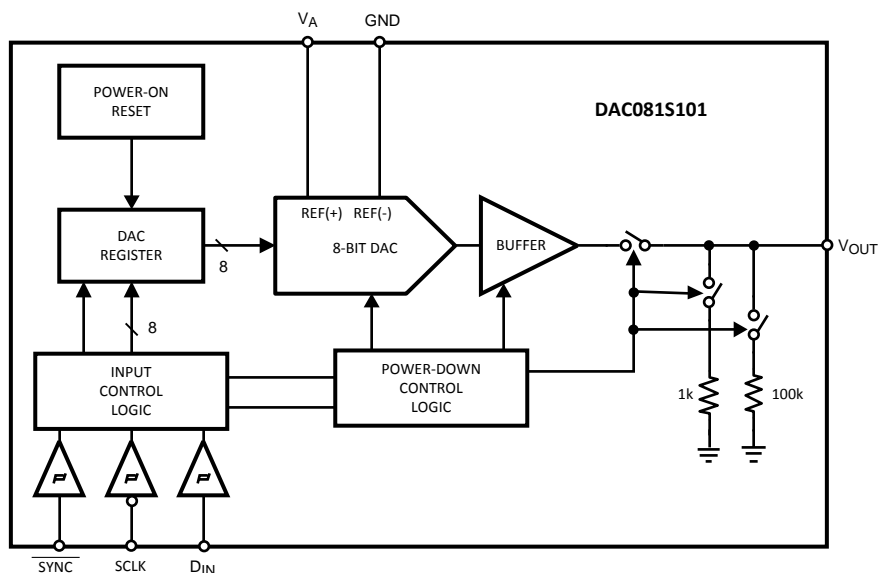 VA
GND
POWER-ON
RESET
DAC081S101
REF(+) REF(-)
DAC
REGISTER
8
8-BIT DAC
BUFFER
VOUT
8
INPUT
CONTROL
LOGIC
POWER-DOWN
CONTROL
LOGIC
1k
100k
SYNC
SCLK
DIN